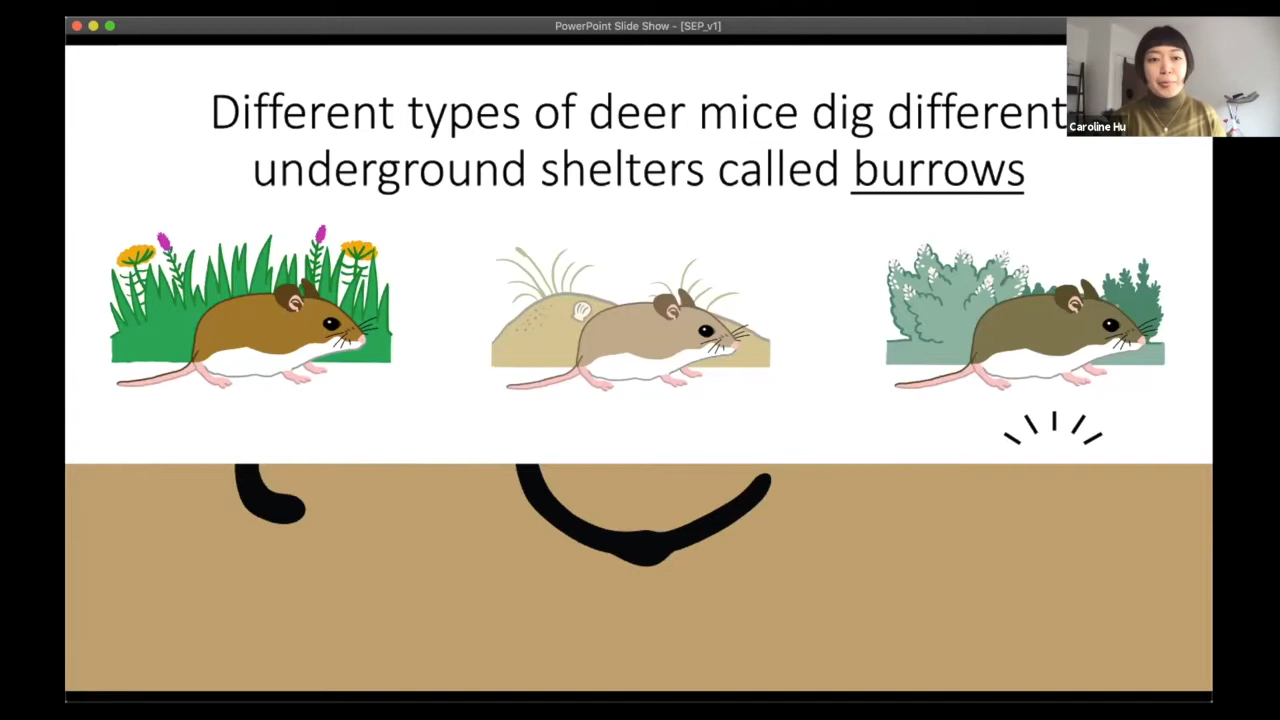 PowerPoint Slide Show - [SEP_v1]
Different types of deer mice dig different
underground shelters called burrows
Caroline Hu